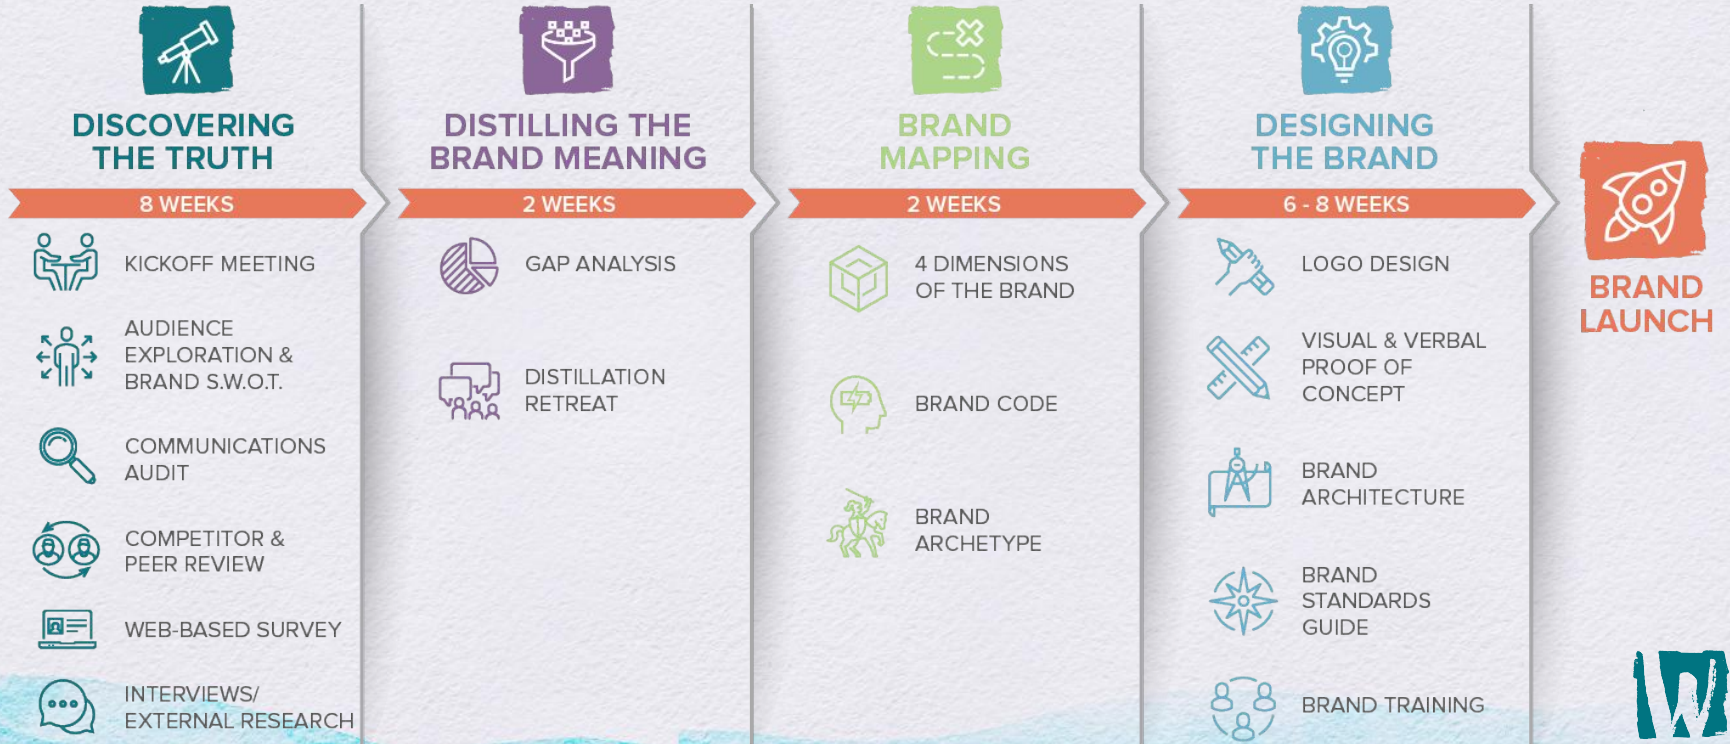 DISCOVERING
THE TRUTH
8 WEEKS
KICKOFF MEETING
AUDIENCE
EXPLORATION &
BRAND S.W.O.T.
COMMUNICATIONS
AUDIT
COMPETITOR &
PEER REVIEW
WEB-BASED SURVEY
INTERVIEWS/
EXTERNAL RESEARCH
DISTILLING THE
BRAND MEANING
2 WEEKS
GAP ANALYSIS
DISTILLATION
RETREAT
BRAND
MAPPING
2 WEEKS
4 DIMENSIONS
OF THE BRAND
BRAND CODE
BRAND
ARCHETYPE
DESIGNING
THE BRAND
6 - 8 WEEKS
LOGO DESIGN
VISUAL & VERBAL
PROOF OF
CONCEPT
BRAND
ARCHITECTURE
BRAND
STANDARDS
GUIDE
BRAND TRAINING
BRAND
LAUNCH
W